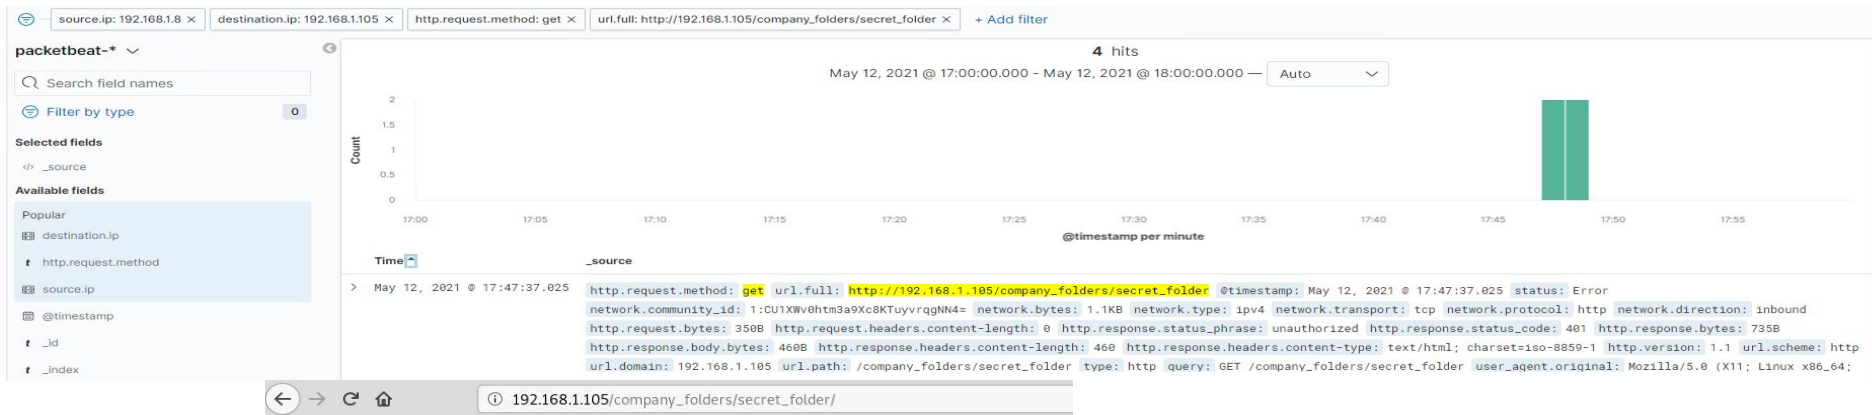 source.ip: 192.168.1.8 × destination.ip: 192.168.1.105 × http.request.method: get × url.full: http://192.168.1.105/company_folders/secret_folder × + Add filter
packetbeat-*
Search field names
Filter by type 0
Selected fields
</> _source
Available fields
Popular
destination.ip
t http.request.method
source.ip
@timestamp
t _id
t _index
4 hits
May 12, 2021 @ 17:00:00.000 - May 12, 2021 @ 18:00:00.000 — Auto
2
1.5
1
0.5
0
Count
17:00 17:05 17:10 17:15 17:20 17:25 17:30 17:35 17:40 17:45 17:50 17:55
@timestamp per minute
Time _source
> May 12, 2021 @ 17:47:37.025 http.request.method: get url.full: http://192.168.1.105/company_folders/secret_folder @timestamp: May 12, 2021 @ 17:47:37.025 status: Error
network.community_id: 1:CU1XWv0htm3a9Xc8KTuyvrqgNN4= network.bytes: 1.1KB network.type: ipv4 network.transport: tcp network.protocol: http network.direction: inbound
http.request.bytes: 350B http.request.headers.content-length: 0 http.response.status_phrase: unauthorized http.response.status_code: 401 http.response.bytes: 735B
http.response.body.bytes: 460B http.response.headers.content-length: 460 http.response.headers.content-type: text/html; charset=iso-8859-1 http.version: 1.1 url.scheme: http
url.domain: 192.168.1.105 url.path: /company_folders/secret_folder type: http query: GET /company_folders/secret_folder user_agent.original: Mozilla/5.0 (X11; Linux x86_64;
192.168.1.105/company_folders/secret_folder/